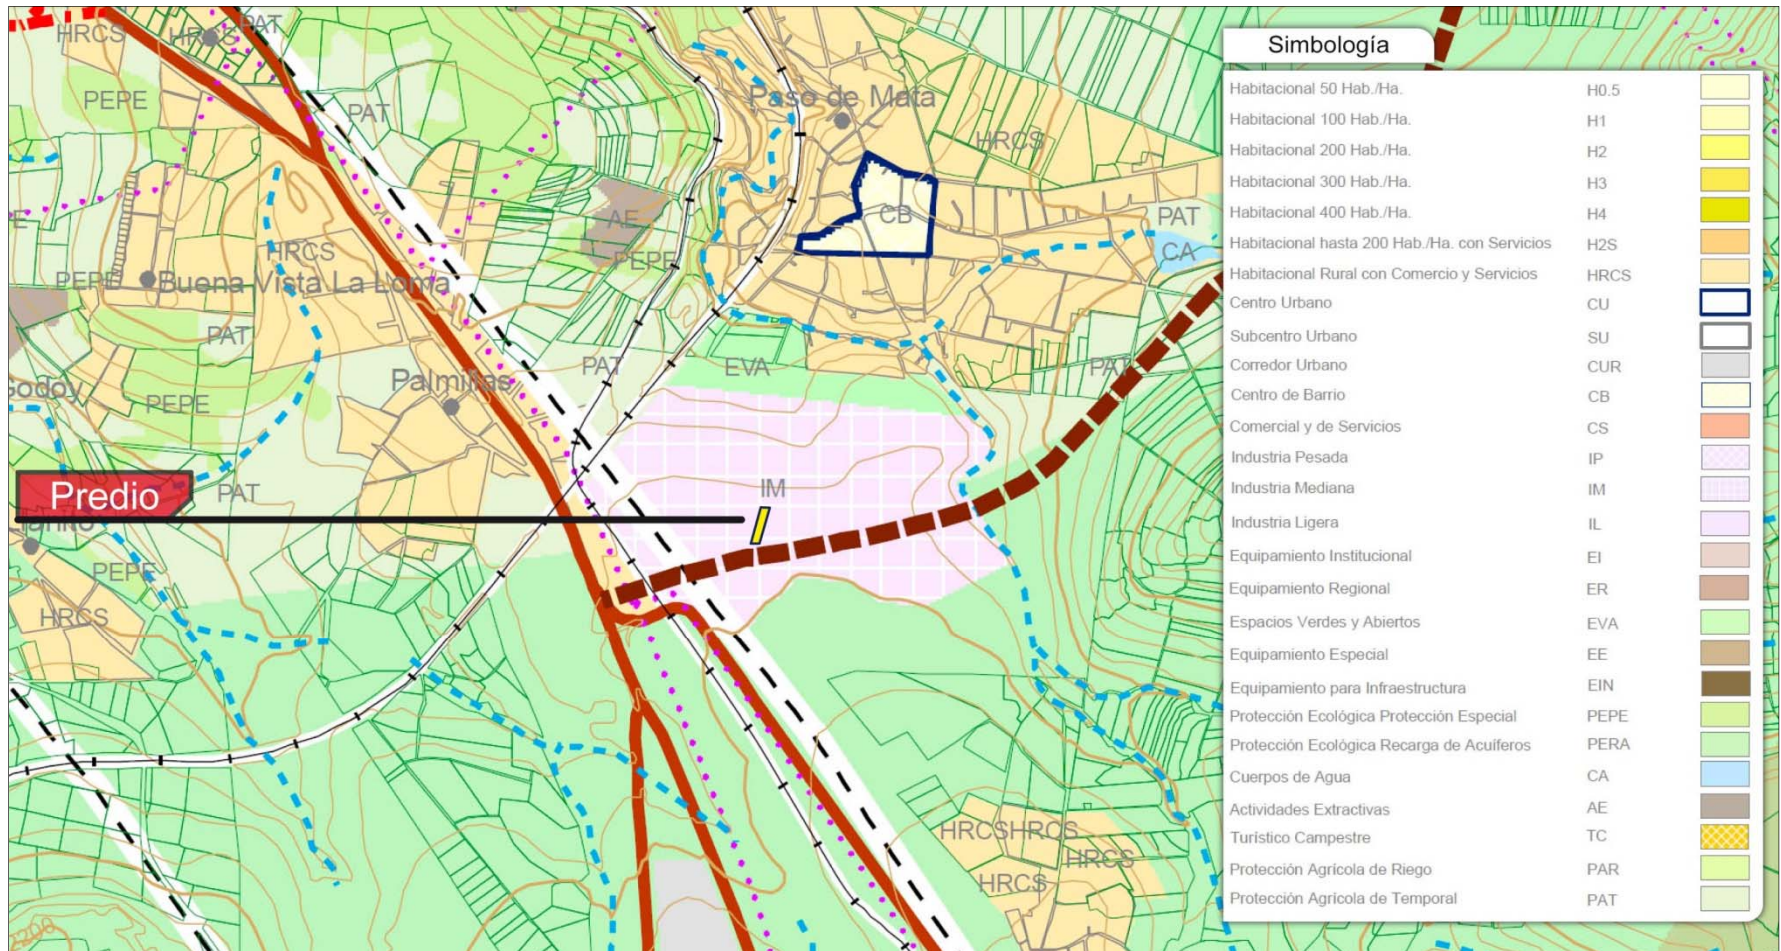 HRCS
HRCS
PAT
PEPE
PAT
Paso de Mata
HRCS
AE
CB
PAT
HRCS
PEPE
CA
PEPE
Buena Vista La Loma
PAT
PAT
EVA
PAT
Palmillas
Godoy
PEPE
Predio
PAT
IM
PEPE
HRCS
HRCS
HRCS
HRCS
HRCS
2200
Simbología
Habitacional 50 Hab./Ha. H0.5
Habitacional 100 Hab./Ha. H1
Habitacional 200 Hab./Ha. H2
Habitacional 300 Hab./Ha. H3
Habitacional 400 Hab./Ha. H4
Habitacional hasta 200 Hab./Ha. con Servicios H2S
Habitacional Rural con Comercio y Servicios HRCS
Centro Urbano CU
Subcentro Urbano SU
Corredor Urbano CUR
Centro de Barrio CB
Comercial y de Servicios CS
Industria Pesada IP
Industria Mediana IM
Industria Ligera IL
Equipamiento Institucional EI
Equipamiento Regional ER
Espacios Verdes y Abiertos EVA
Equipamiento Especial EE
Equipamiento para Infraestructura EIN
Protección Ecológica Protección Especial PEPE
Protección Ecológica Recarga de Acuíferos PERA
Cuerpos de Agua CA
Actividades Extractivas AE
Turístico Campestre TC
Protección Agrícola de Riego PAR
Protección Agrícola de Temporal PAT